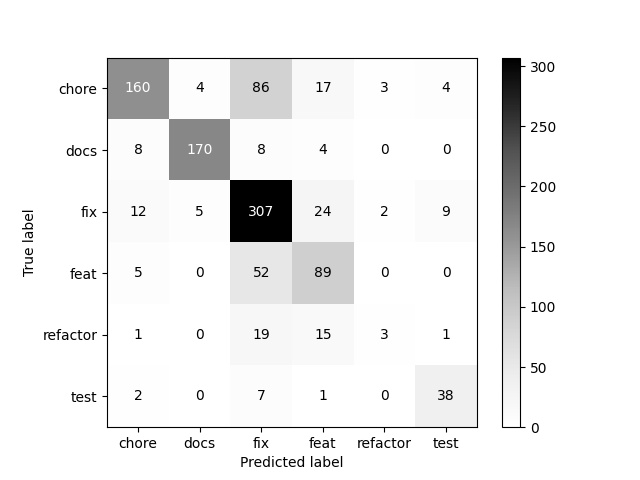 chore 160 4 86 17 3 4
docs 8 170 8 4 0 0
fix 12 5 307 24 2 9
feat 5 0 52 89 0 0
refactor 1 0 19 15 3 1
test 2 0 7 1 0 38
chore docs fix feat refactor test
Predicted label
True label
300
250
200
150
100
50
0